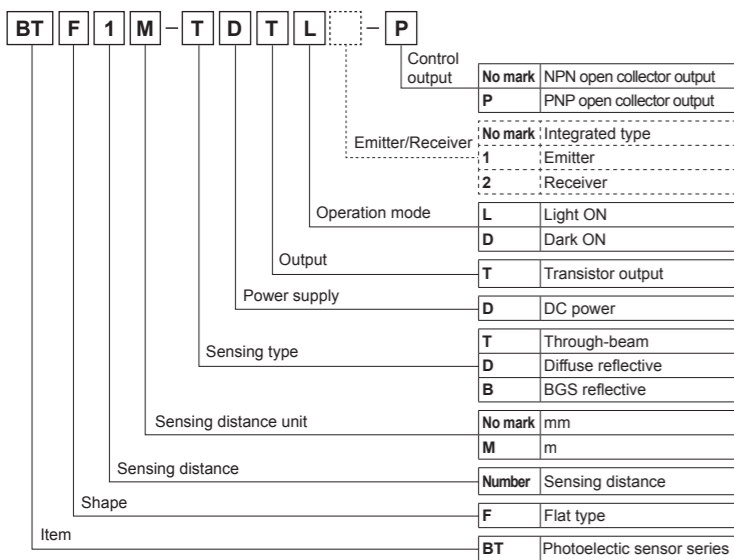 BT F 1 M – T D T L – P
Control
output
No mark NPN open collector output
P PNP open collector output
Emitter/Receiver
No mark Integrated type
1 Emitter
2 Receiver
Operation mode
L Light ON
D Dark ON
Output
T Transistor output
Power supply
D DC power
Sensing type
T Through-beam
D Diffuse reflective
B BGS reflective
Sensing distance unit
No mark mm
M m
Sensing distance
Number Sensing distance
Shape
F Flat type
Item
BT Photoelectic sensor series